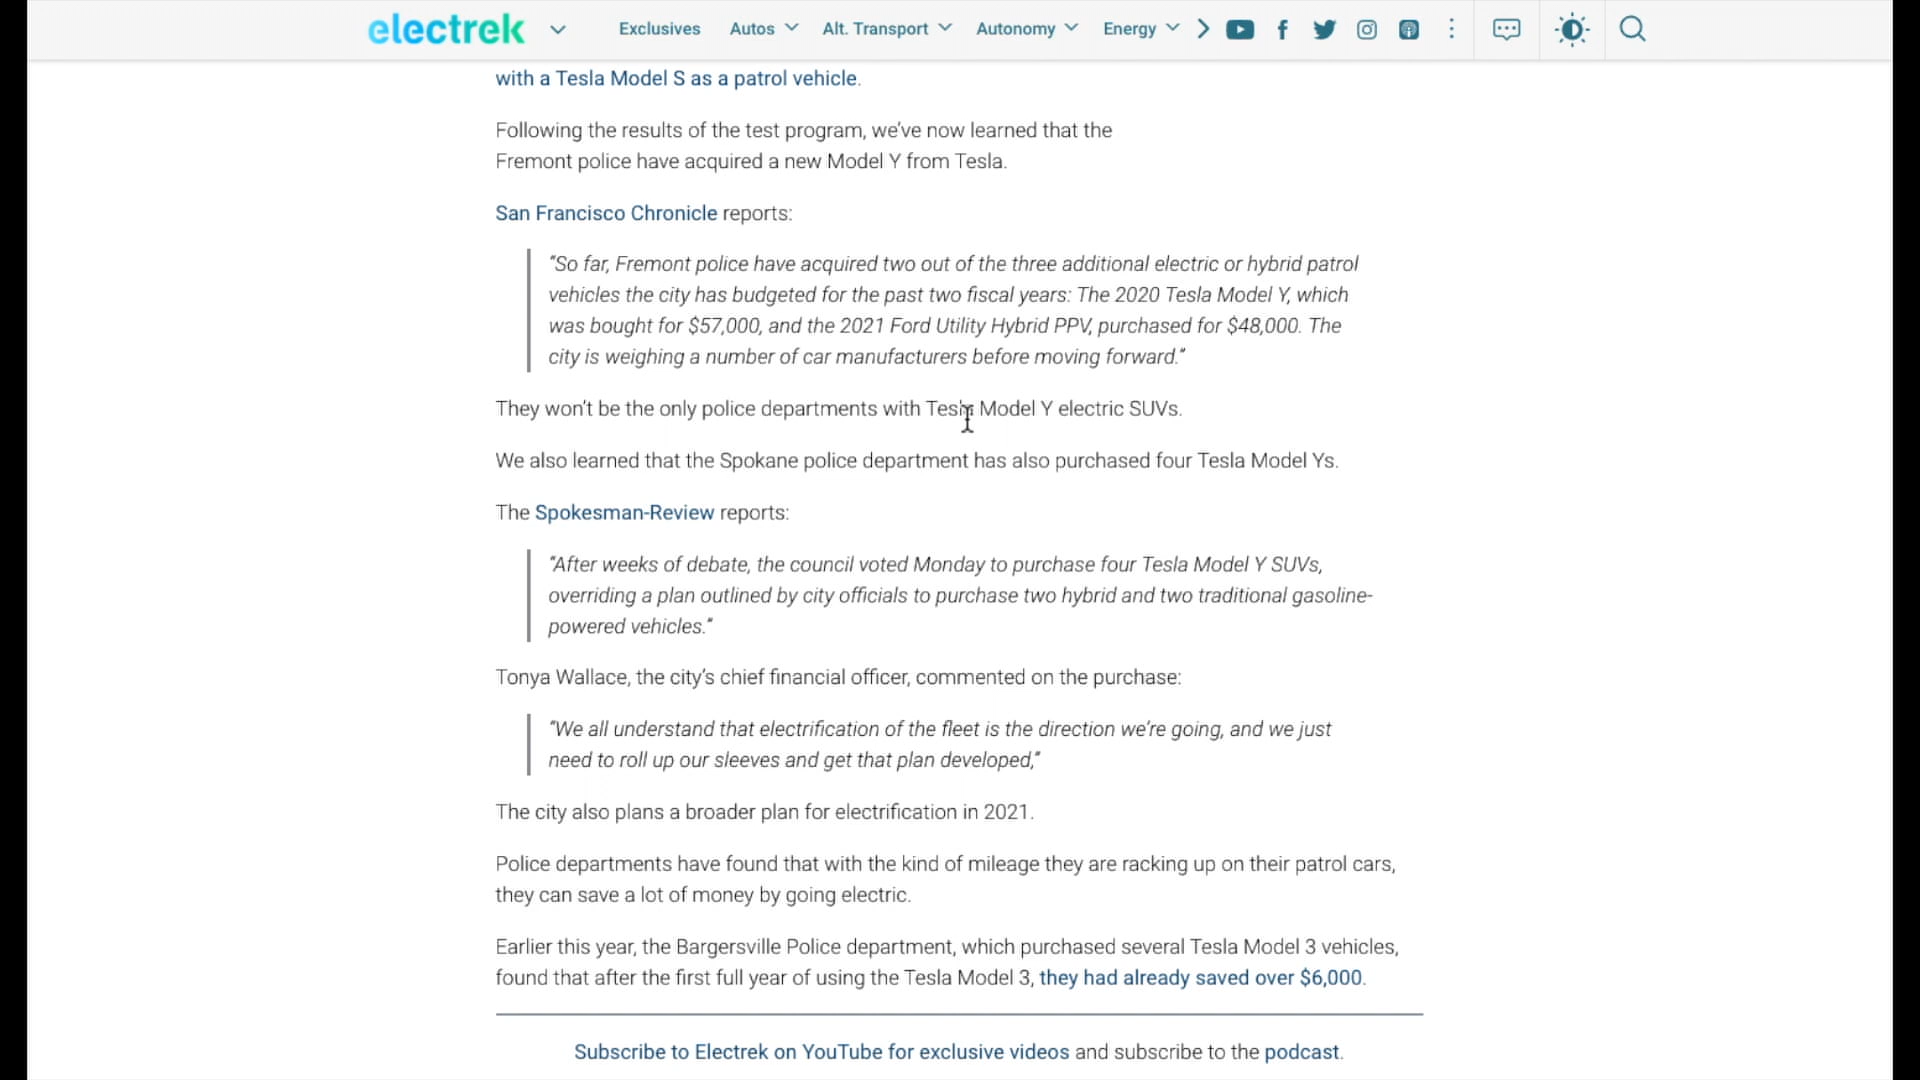 electrek
Exclusives Autos Alt. Transport Autonomy Energy
with a Tesla Model S as a patrol vehicle.
Following the results of the test program, we've now learned that the
Fremont police have acquired a new Model Y from Tesla.
San Francisco Chronicle reports:
“So far, Fremont police have acquired two out of the three additional electric or hybrid patrol
vehicles the city has budgeted for the past two fiscal years: The 2020 Tesla Model Y, which
was bought for $57,000, and the 2021 Ford Utility Hybrid PPV, purchased for $48,000. The
city is weighing a number of car manufacturers before moving forward.”
They won't be the only police departments with Tesla Model Y electric SUVs.
We also learned that the Spokane police department has also purchased four Tesla Model Ys.
The Spokesman-Review reports:
“After weeks of debate, the council voted Monday to purchase four Tesla Model Y SUVs,
overriding a plan outlined by city officials to purchase two hybrid and two traditional gasoline-
powered vehicles.”
Tonya Wallace, the city's chief financial officer, commented on the purchase:
“We all understand that electrification of the fleet is the direction we're going, and we just
need to roll up our sleeves and get that plan developed,”
The city also plans a broader plan for electrification in 2021.
Police departments have found that with the kind of mileage they are racking up on their patrol cars,
they can save a lot of money by going electric.
Earlier this year, the Bargersville Police department, which purchased several Tesla Model 3 vehicles,
found that after the first full year of using the Tesla Model 3, they had already saved over $6,000.
Subscribe to Electrek on YouTube for exclusive videos and subscribe to the podcast.